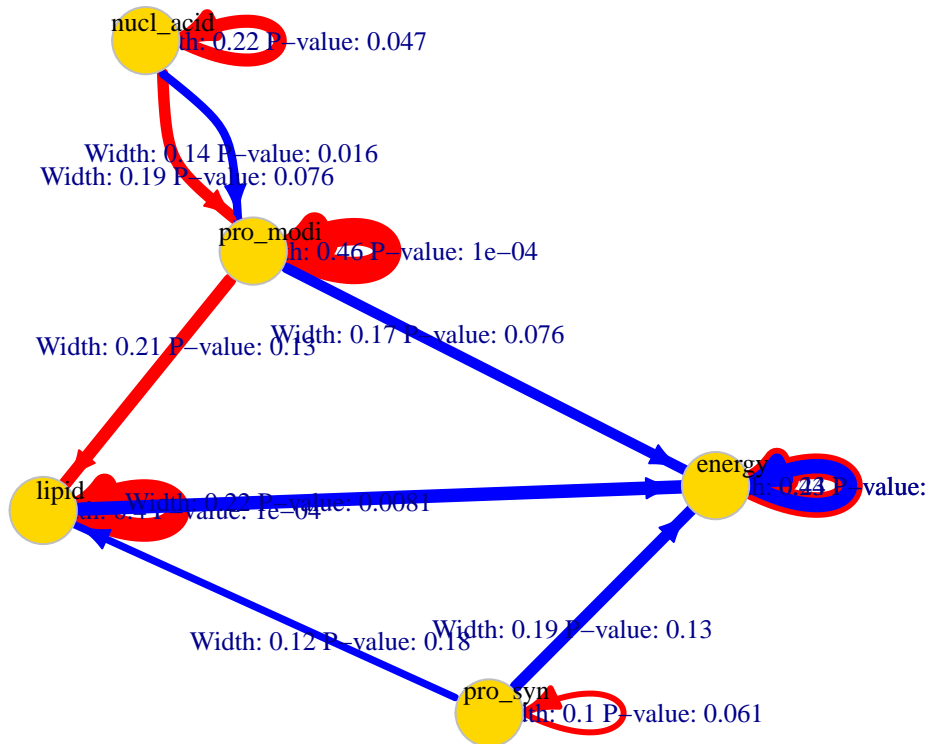 nucl_acid
th: 0.22 P−value: 0.047
Width: 0.14 P−value: 0.016
Width: 0.19 P−value: 0.076
pro_modi
h: 0.46 P−value: 1e−04
Width: 0.17 P−value: 0.076
Width: 0.21 P−value: 0.13
energy
P−value:
lipid
Width: 0.22 P−value: 0.0081
P−value: 1e−04
Width: 0.19 P−value: 0.13
Width: 0.12 P−value: 0.18
pro_syn
lth: 0.1 P−value: 0.061